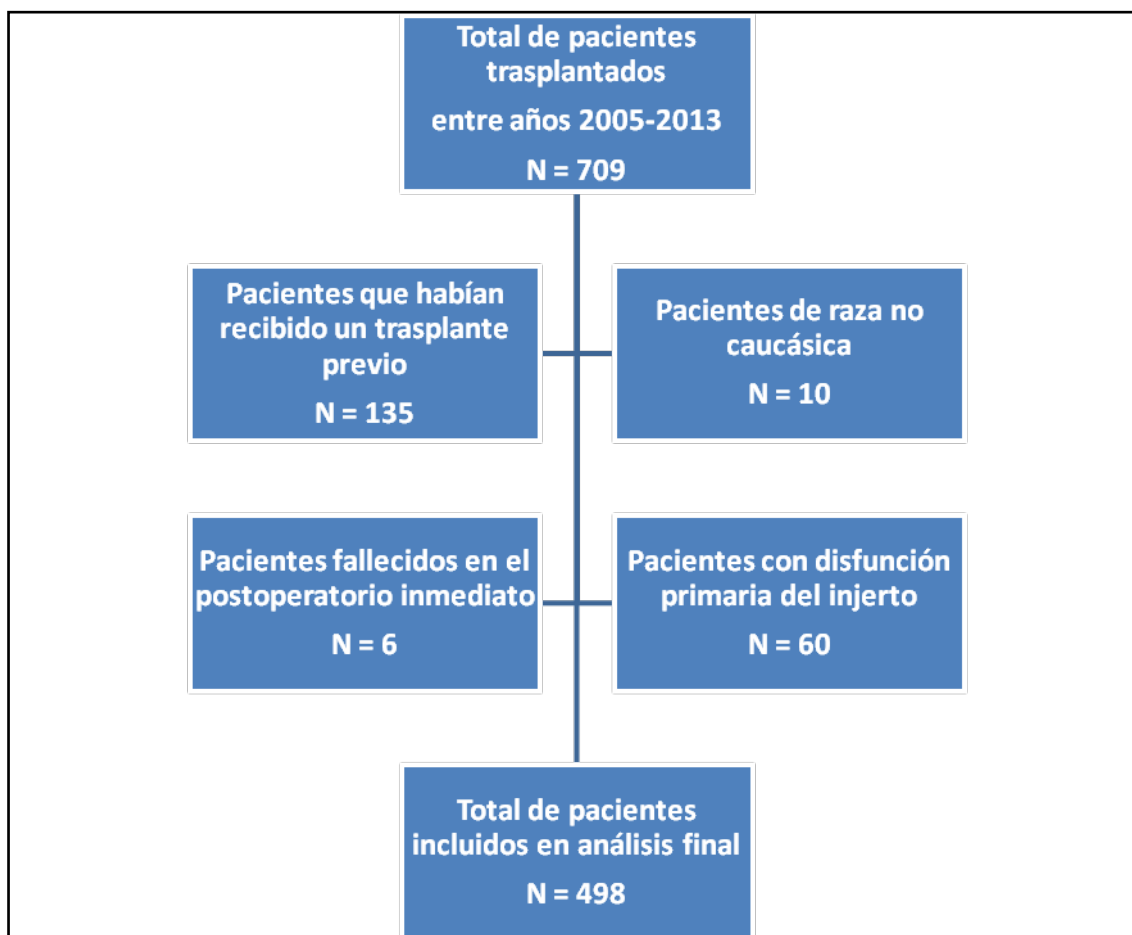 Total de pacientes
trasplantados
entre años 2005-2013
N = 709
Pacientes que habían
recibido un trasplante
previo
N = 135
Pacientes de raza no
caucásica
N = 10
Pacientes fallecidos en el
postoperatorio inmediato
N = 6
Pacientes con disfunción
primaria del injerto
N = 60
Total de pacientes
incluidos en análisis final
N = 498